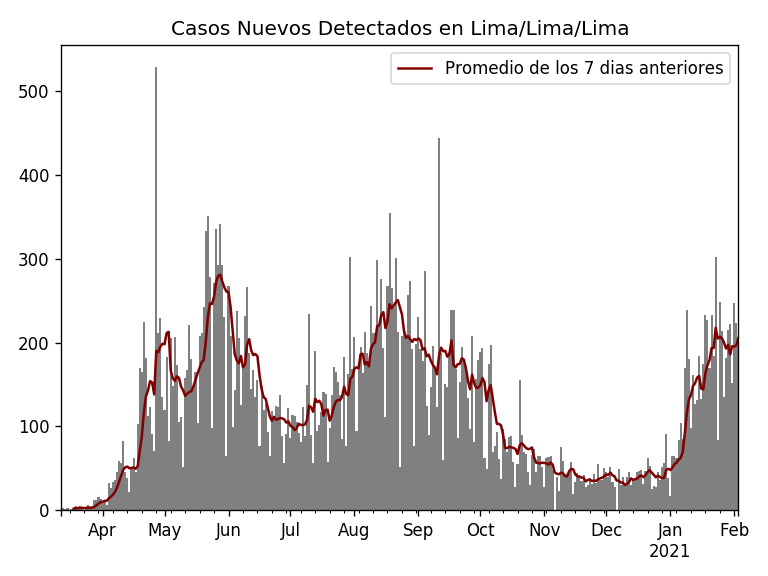 Casos Nuevos Detectados en Lima/Lima/Lima
Promedio de los 7 dias anteriores
500
400
300
200
100
0
Apr May Jun Jul Aug Sep Oct Nov Dec Jan Feb
2021